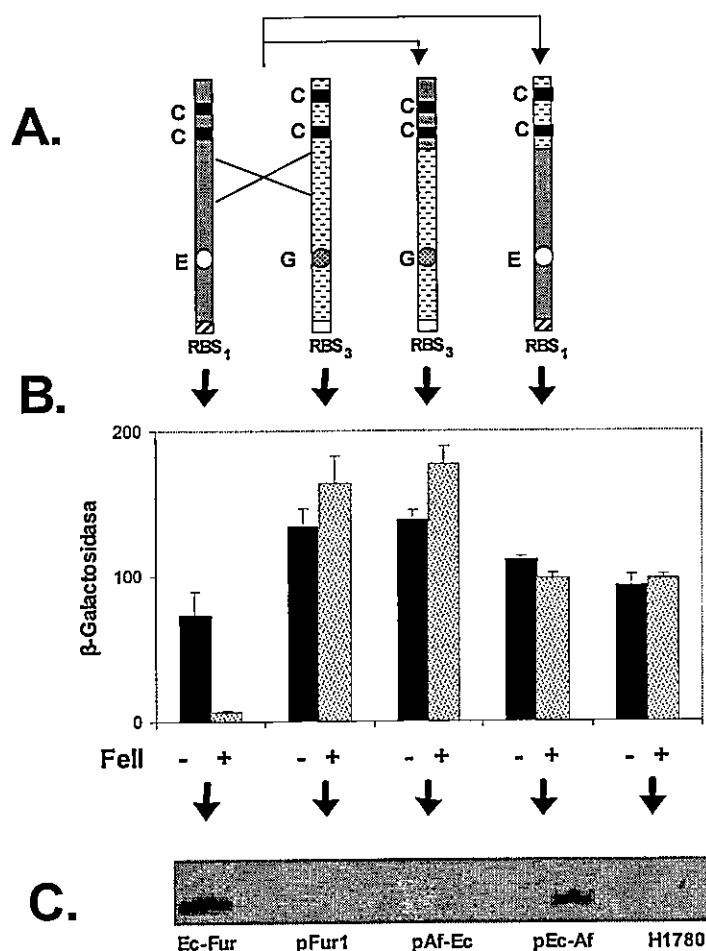 A.
C
C
C
C
C
C
C
C
E
G
G
E
RBS1
RBS3
RBS3
RBS1
B.
200
100
0
β-Galactosidasa
FeII
- + - + - + - + - +
C.
Ec-Fur pFur1 pAf-Ec pEc-Af H1780